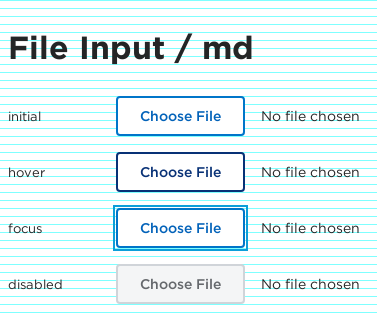 File Input / md
initial Choose File No file chosen
hover Choose File No file chosen
focus Choose File No file chosen
disabled Choose File No file chosen